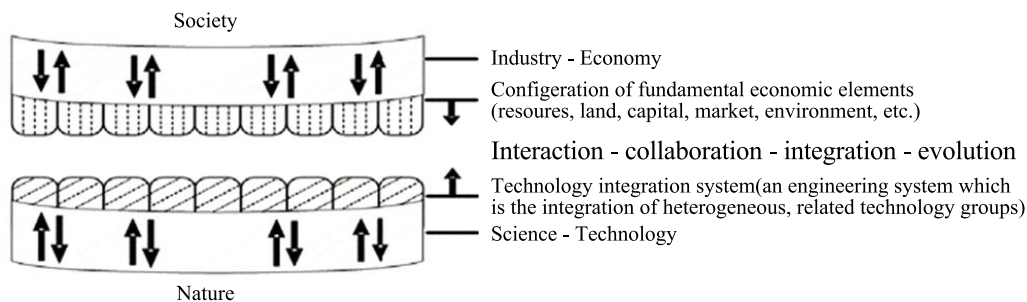 Society
Industry - Economy
Configeration of fundamental economic elements
(resoures, land, capital, market, environment, etc.)
Interaction - collaboration - integration - evolution
Technology integration system(an engineering system which
is the integration of heterogeneous, related technology groups)
Science - Technology
Nature